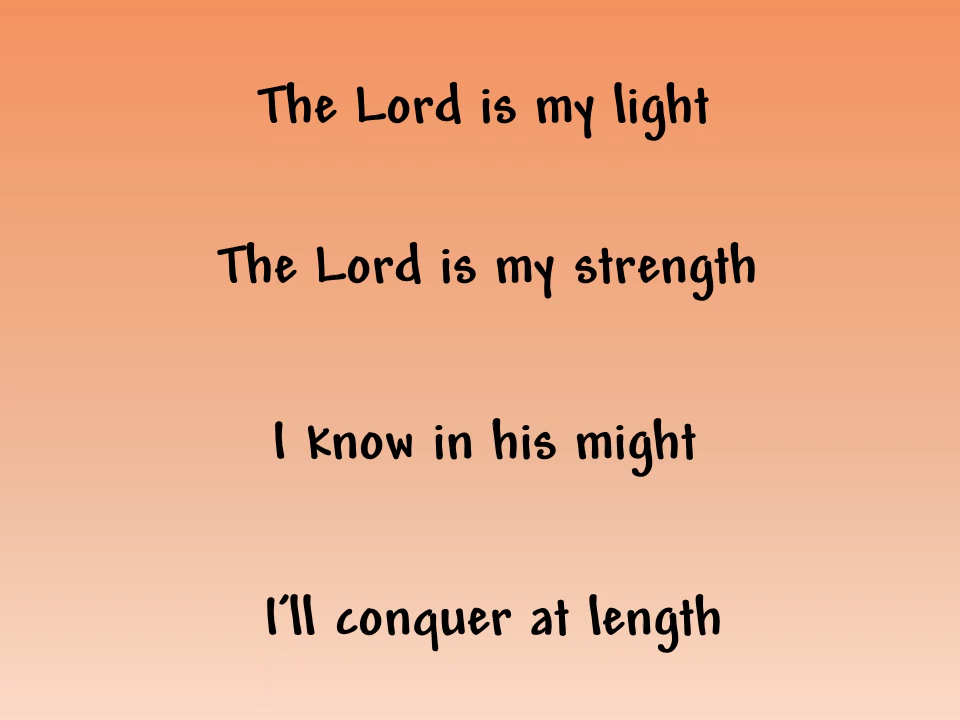 The Lord is my light
The Lord is my strength
I know in his might
I'll conquer at length